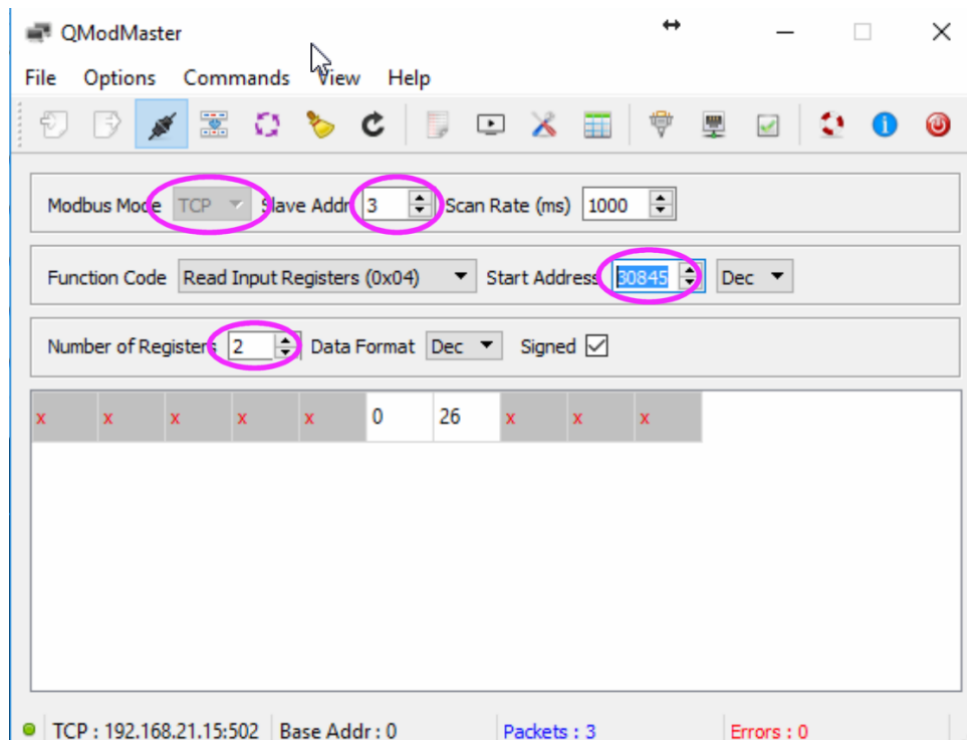 QModMaster
File Options Commands View Help
Modbus Mode TCP Slave Addr 3 Scan Rate (ms) 1000
Function Code Read Input Registers (0x04) Start Address 30845 Dec
Number of Registers 2 Data Format Dec Signed
x x x x x 0 26 x x x
TCP : 192.168.21.15:502 Base Addr : 0 Packets : 3 Errors : 0